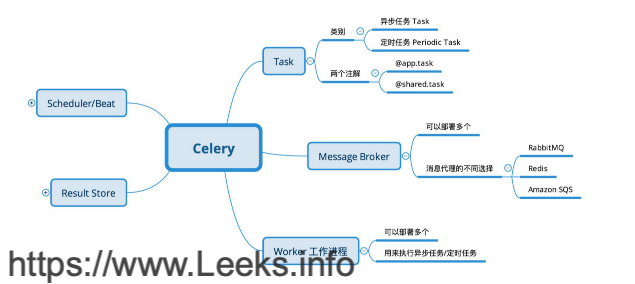 Celery
Task
类别
异步任务 Task
定时任务 Periodic Task
两个注解
@app.task
@shared.task
Message Broker
可以部署多个
消息代理的不同选择
RabbitMQ
Redis
Amazon SQS
Worker 工作进程
可以部署多个
用来执行异步任务/定时任务
Scheduler/Beat
Result Store
https://www.Leeks.info